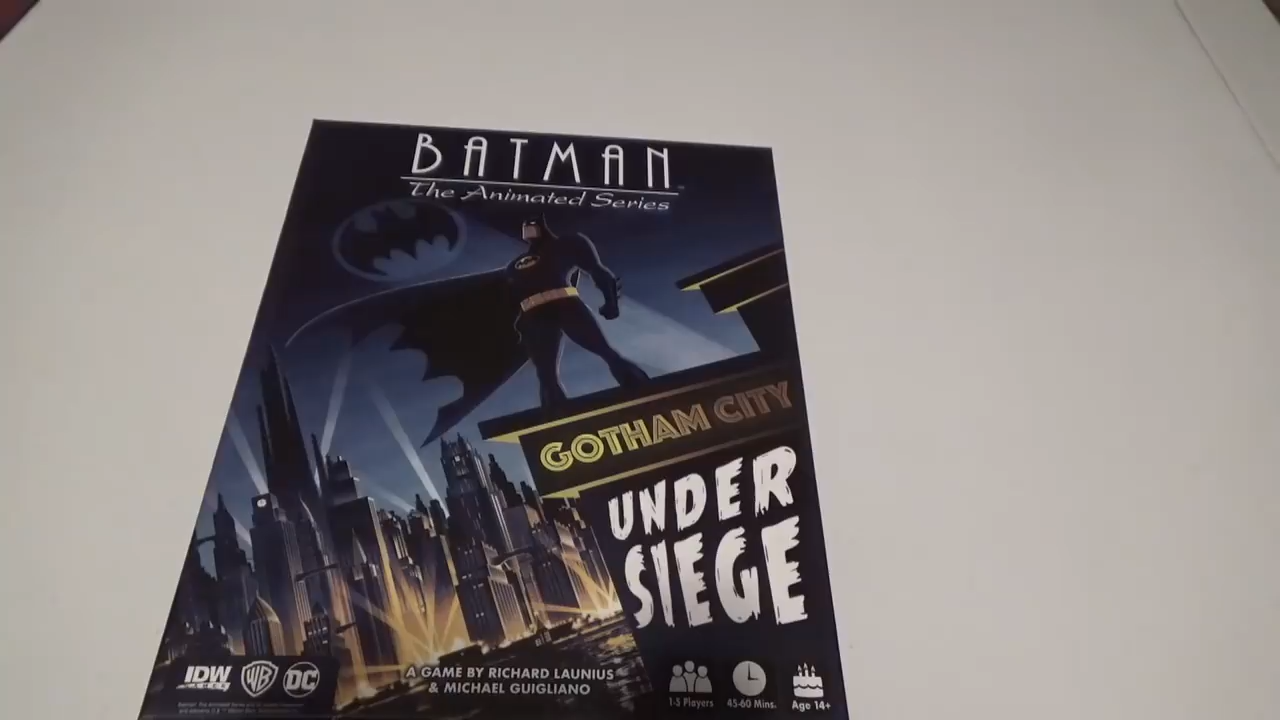 BATMAN
The Animated Series
GOTHAM CITY
UNDER
SIEGE
IDW
GAMES
WB
DC
A GAME BY RICHARD LAUNIUS
& MICHAEL GUIGLIANO
1-5 Players
45-60 Mins.
Age 14+